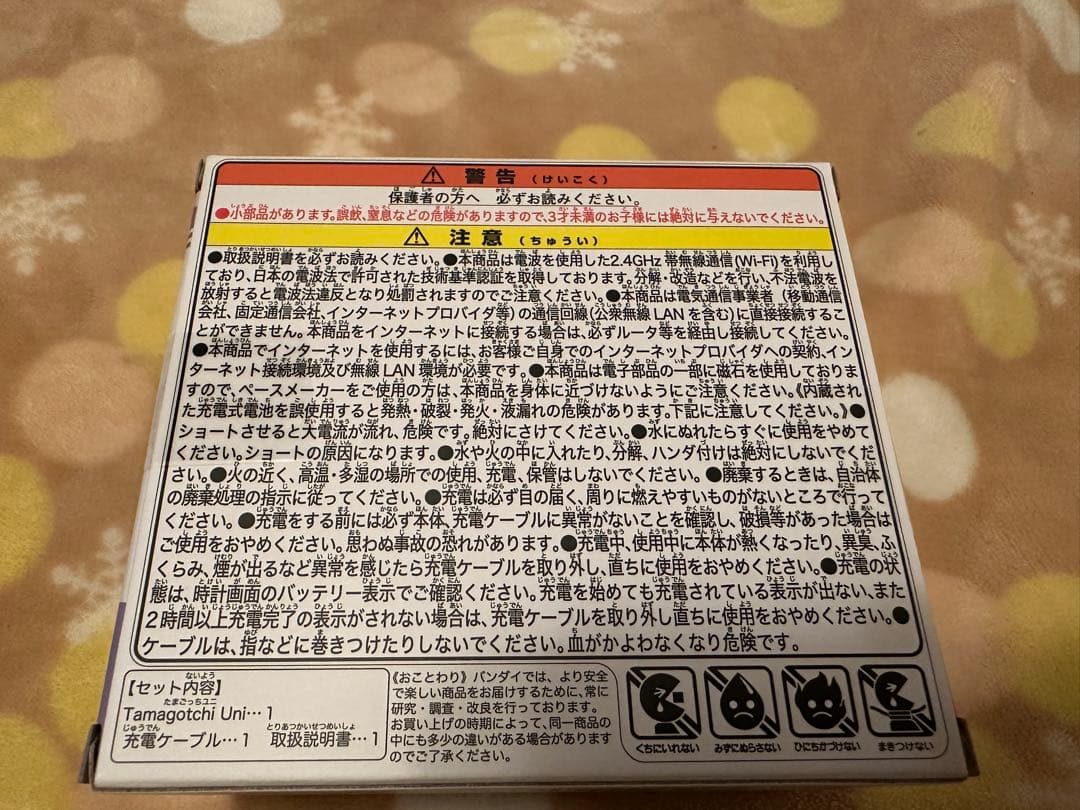 ⚠ 警告 (けいこく)
保護者の方へ 必ずお読みください。
●小部品があります。誤飲、窒息などの危険がありますので、3才未満のお子様には絶対に与えないでください。
⚠ 注意 (ちゅうい)
●取扱説明書を必ずお読みください。●本商品は電波を使用した2.4GHz 帯無線通信(Wi-Fi)を利用し
ており、日本の電波法で許可された技術基準認証を取得しております。分解・改造などを行い、不法電波を
放射すると電波法違反となり処罰されますのでご注意ください。●本商品は電気通信事業者 (移動通信
会社、固定通信会社、インターネットプロバイダ等)の通信回線(公衆無線 LANを含む)に直接接続するこ
とができません。本商品をインターネットに接続する場合は、必ずルータ等を経由し接続してください。
●本商品でインターネットを使用するには、お客様ご自身でのインターネットプロバイダへの契約、イン
ターネット接続環境及び無線 LAN 環境が必要です。●本商品は電子部品の一部に磁石を使用しております
ますので、ペースメーカーをご使用の方は、本商品を身体に近づけないようにご注意ください。《内蔵され
た充電式電池を誤使用すると発熱・破裂・発火・液漏れの危険があります。下記に注意してください。》●
ショートさせると大電流が流れ、危険です。絶対にさけてください。●水にぬれたらすぐに使用をやめて
ください。ショートの原因になります。●水や火の中に入れたり、分解、ハンダ付けは絶対にしないでくだ
さい。●火の近く、高温・多湿の場所での使用、充電、保管はしないでください。●廃棄するときは、自治体
の廃棄処理の指示に従ってください。●充電は必ず目の届く、周りに燃えやすいものがないところで行って
ください。●充電をする前には必ず本体、充電ケーブルに異常がないことを確認し、破損等があった場合は
ご使用をおやめください。思わぬ事故の恐れがあります。●充電中、使用中に本体が熱くなったり、異臭、ふ
くらみ、煙が出るなど異常を感じたら充電ケーブルを取り外し、直ちに使用をおやめください。●充電の状
態は、時計画面のバッテリー表示でご確認ください。充電を始めても充電されている表示が出ない、また
2時間以上充電完了の表示がされない場合は、充電ケーブルを取り外し直ちに使用をおやめください。●
ケーブルは、指などに巻きつけたりしないでください。血がかよわなくなり危険です。
【セット内容】
Tamagotchi Uni…1
充電ケーブル…1 取扱説明書…1
《おことわり》バンダイでは、より安全
で楽しい商品をお届けするために、常に
研究・調査・改良を行っております。
お買い上げの時期によって、同一商品の
中にも多少の違いがある場合があります
のでご了承ください。
くちにいれない みずにぬらさない ひにちかづけない まきつけない